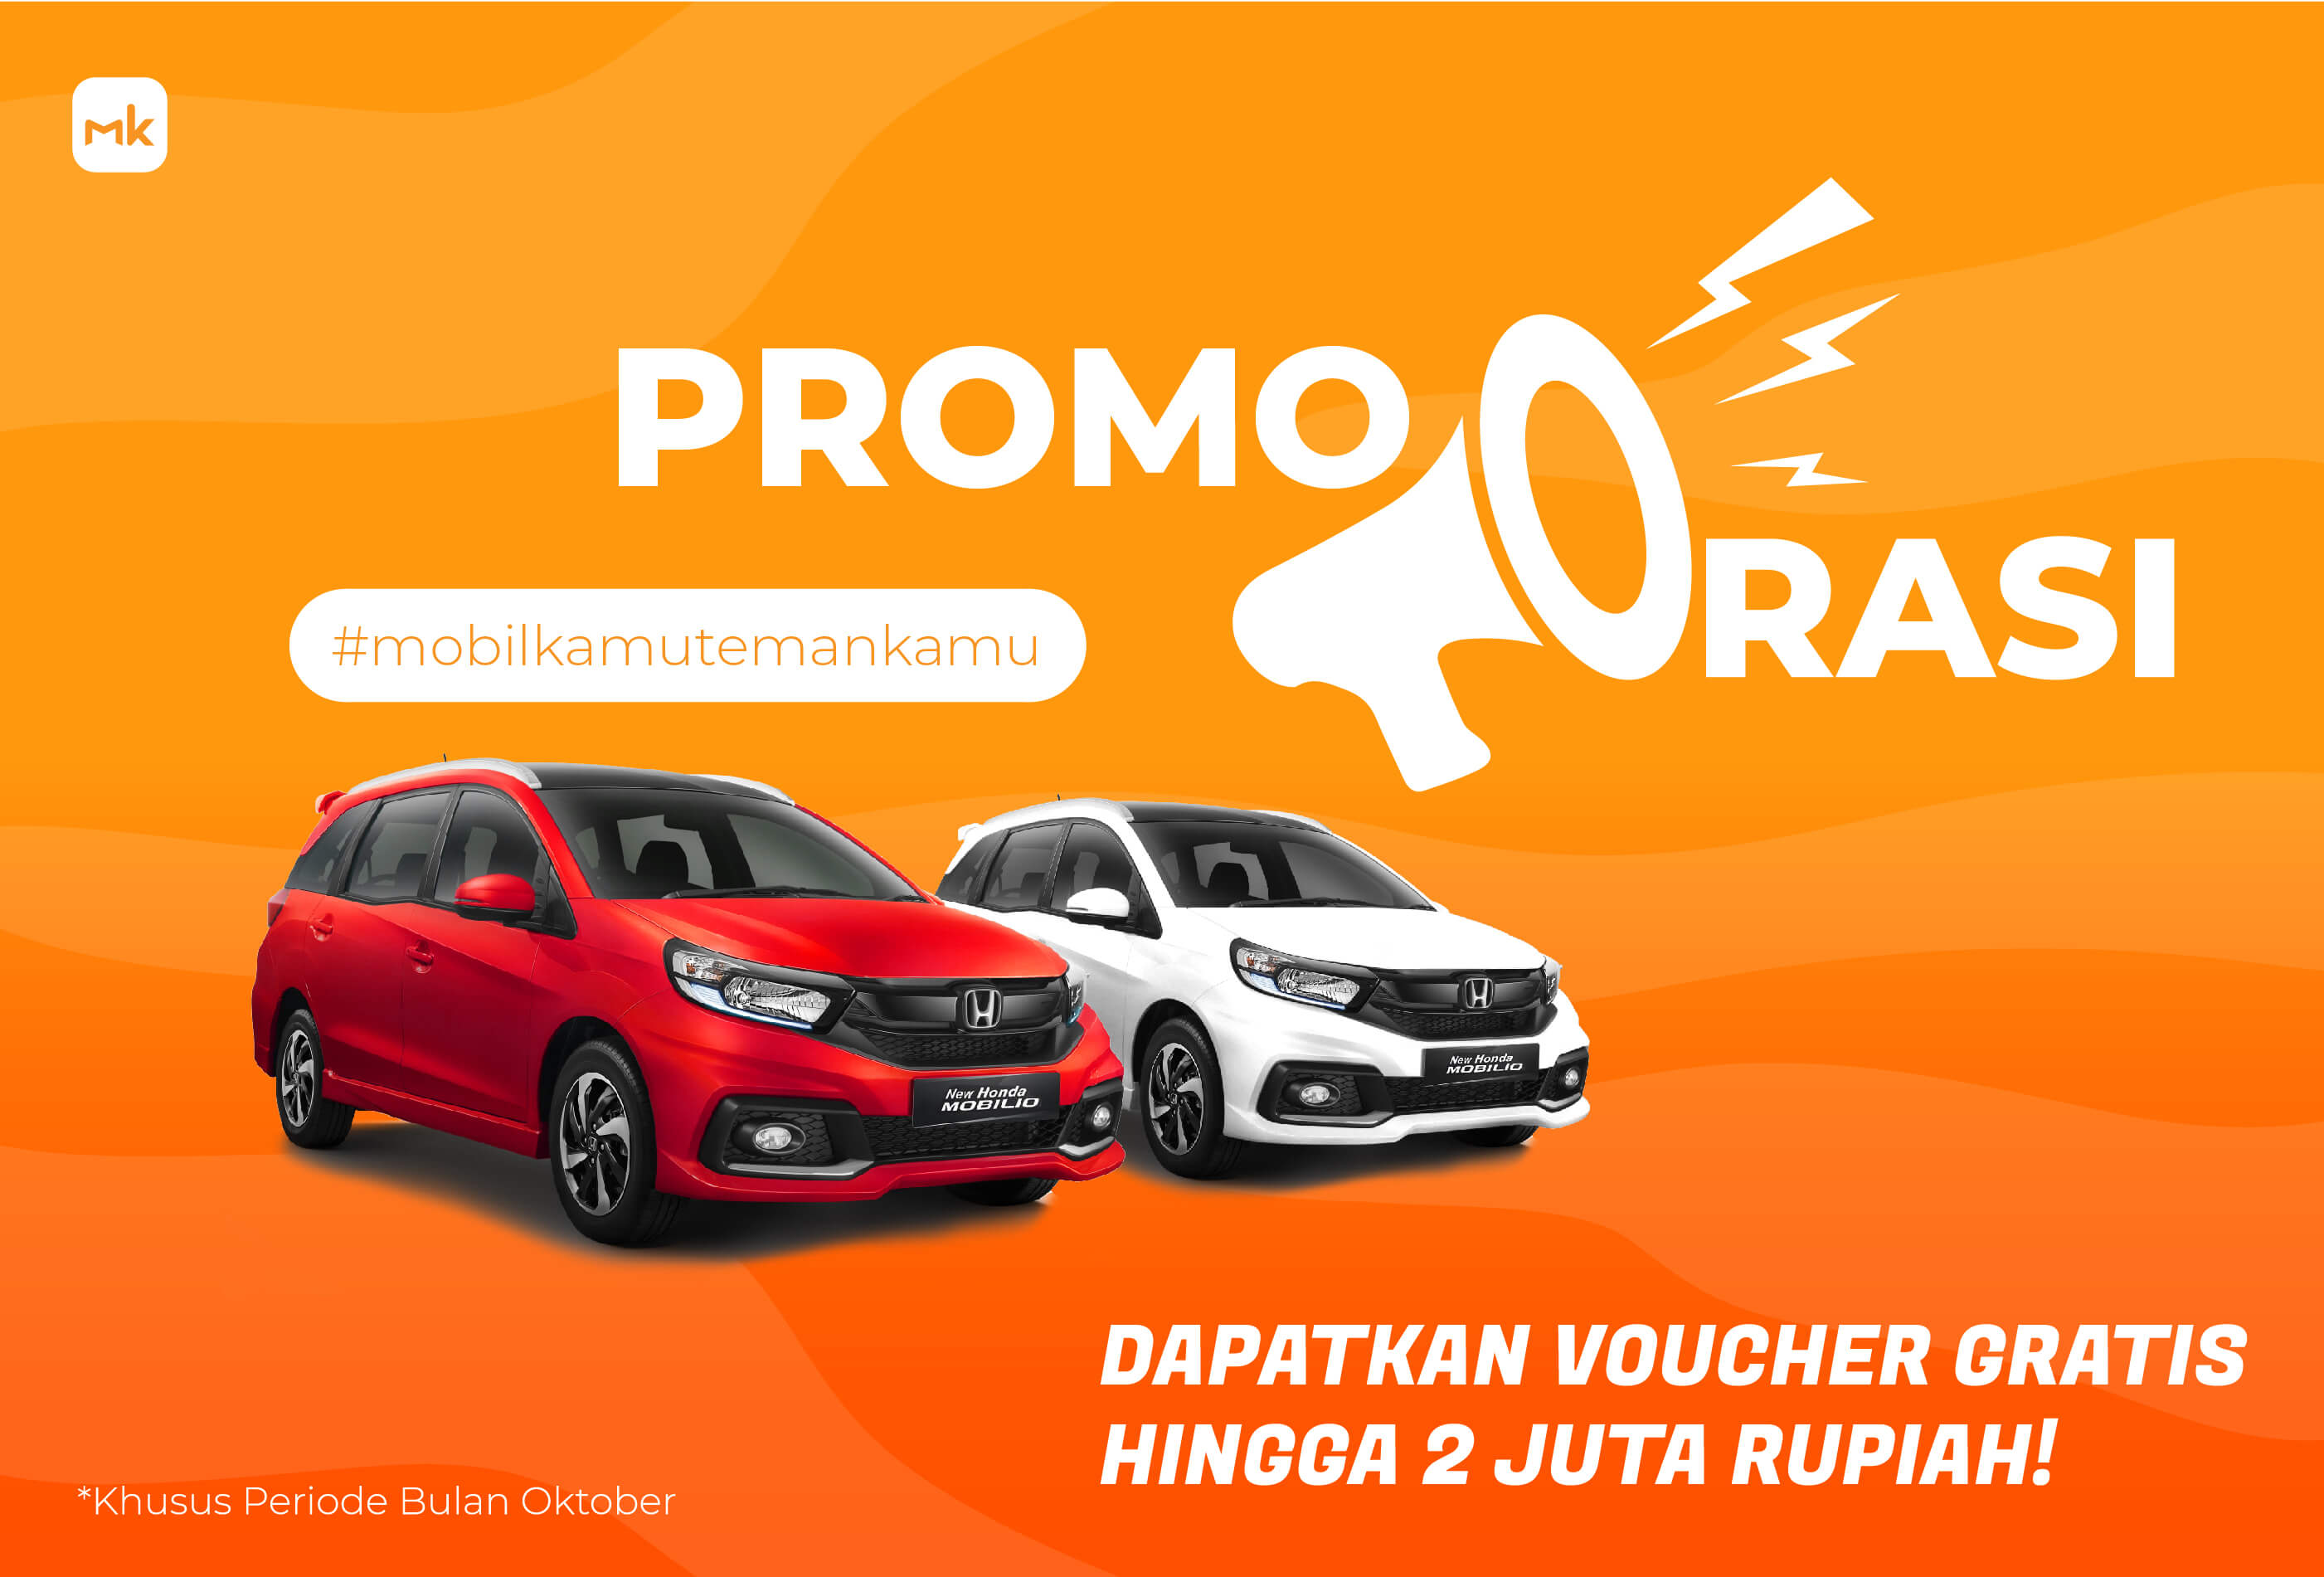 mk
PROMO
ORASI
#mobilkamutemankamu
New Honda
MOBILIO
New Honda
MOBILIO
DAPATKAN VOUCHER GRATIS
HINGGA 2 JUTA RUPIAH!
*Khusus Periode Bulan Oktober